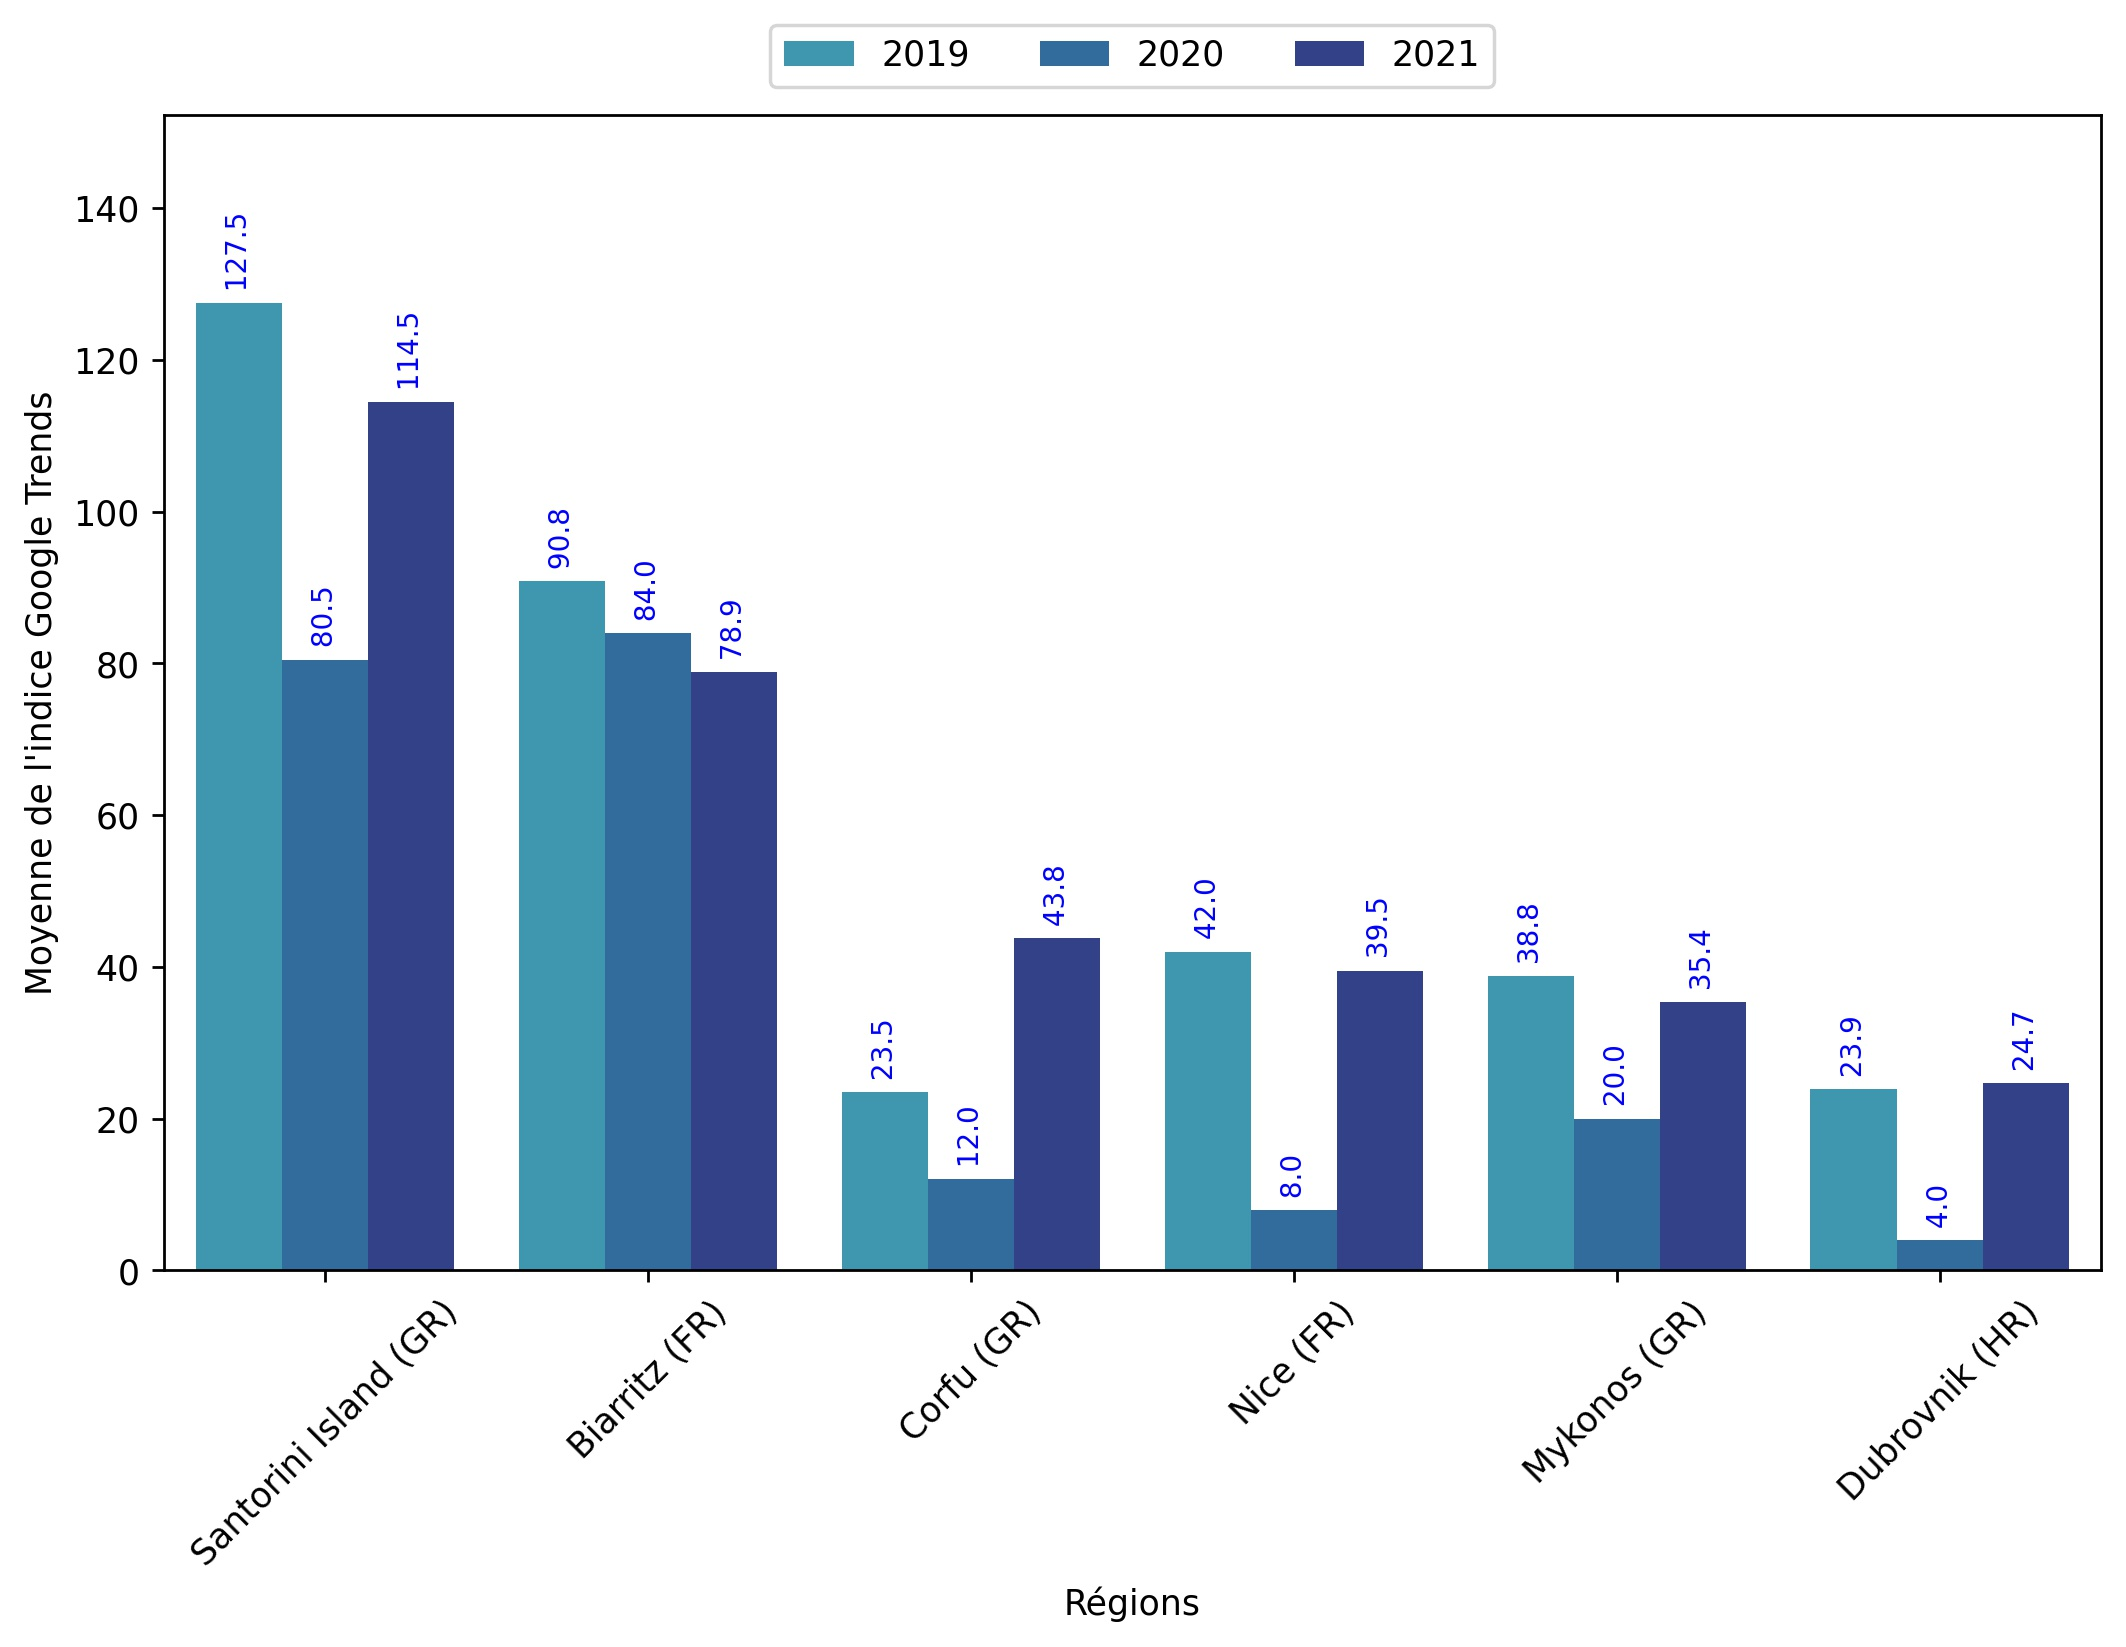 2019 2020 2021
Moyenne de l'indice Google Trends
140
120
100
80
60
40
20
0
127.5 80.5 114.5
90.8 84.0 78.9
23.5 12.0 43.8
42.0 8.0 39.5
38.8 20.0 35.4
23.9 4.0 24.7
Santorini Island (GR)
Biarritz (FR)
Corfu (GR)
Nice (FR)
Mykonos (GR)
Dubrovnik (HR)
Régions